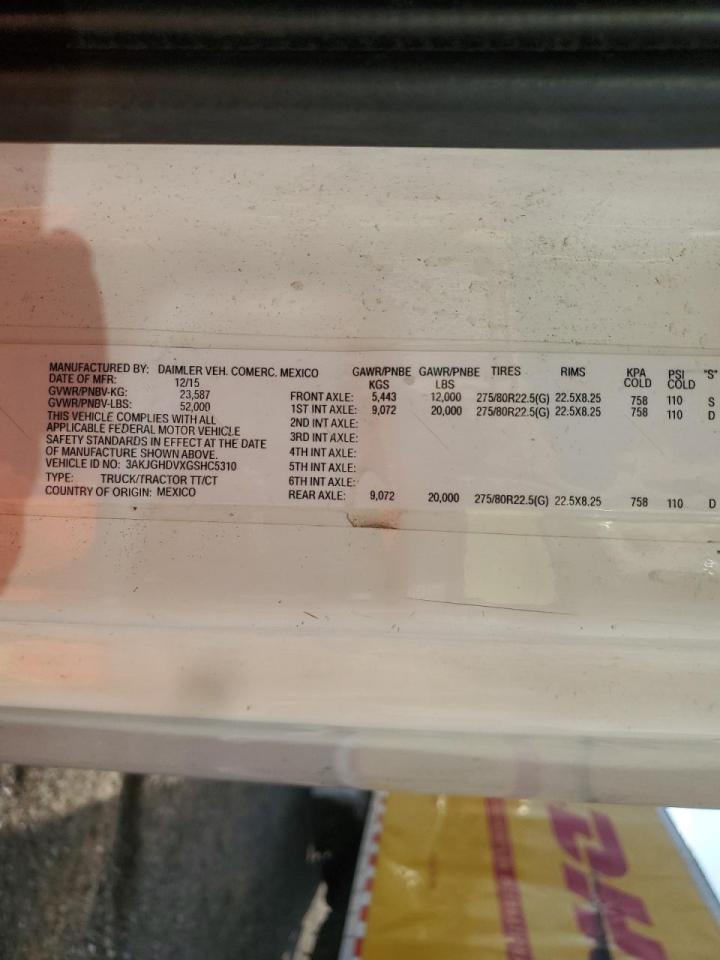 MANUFACTURED BY: DAIMLER VEH. COMERC. MEXICO
DATE OF MFR: 12/15
GVWR/PNBV-KG: 23,587
GVWR/PNBV-LBS: 52,000
THIS VEHICLE COMPLIES WITH ALL
APPLICABLE FEDERAL MOTOR VEHICLE
SAFETY STANDARDS IN EFFECT AT THE DATE
OF MANUFACTURE SHOWN ABOVE.
VEHICLE ID NO: 3AKJGHDVXGSHC5310
TYPE: TRUCK/TRACTOR TT/CT
COUNTRY OF ORIGIN: MEXICO
GAWR/PNBE GAWR/PNBE TIRES RIMS KPA PSI "S"
KGS LBS COLD COLD
FRONT AXLE: 5,443 12,000 275/80R22.5(G) 22.5X8.25 758 110 S
1ST INT AXLE: 9,072 20,000 275/80R22.5(G) 22.5X8.25 758 110 D
2ND INT AXLE:
3RD INT AXLE:
4TH INT AXLE:
5TH INT AXLE:
6TH INT AXLE:
REAR AXLE: 9,072 20,000 275/80R22.5(G) 22.5X8.25 758 110 D